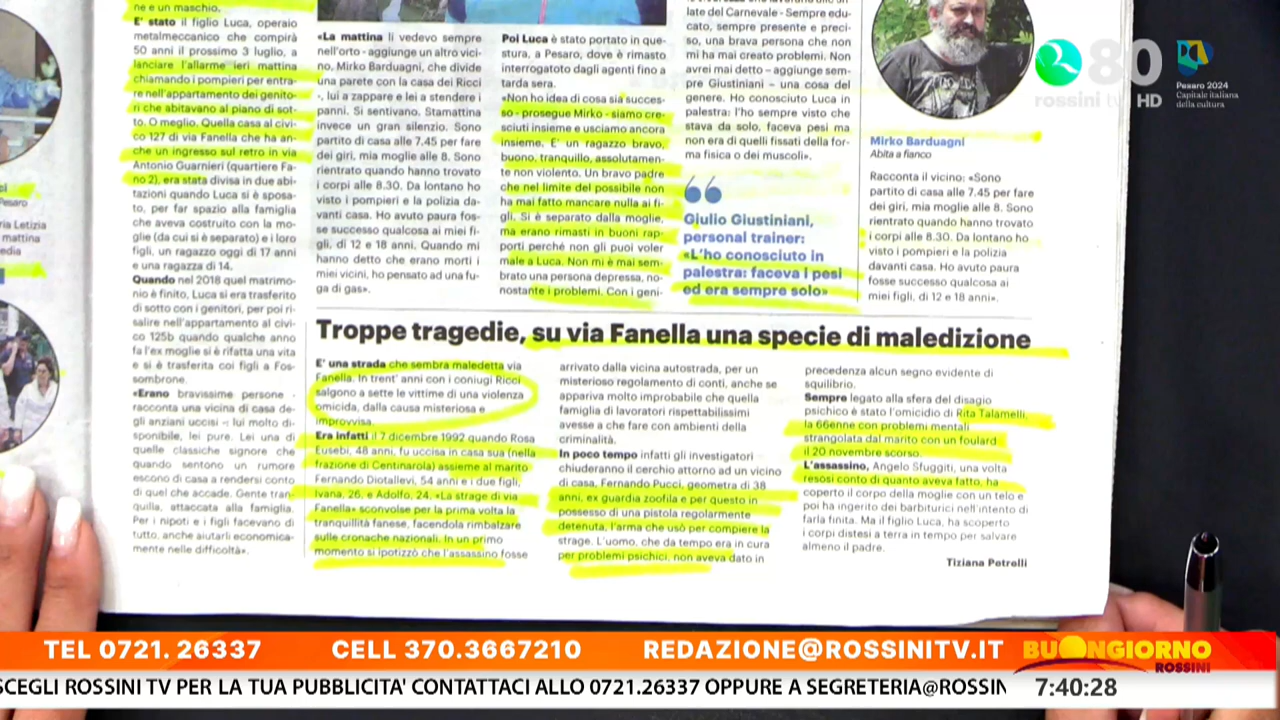 ne e un maschio.
E' stato il figlio Luca, operaio
metalmeccanico che compirà
50 anni il prossimo 3 luglio, a
lanciare l'allarme ieri mattina
chiamando i pompieri per entra-
re nell'appartamento dei genito-
ri che abitavano al piano di sot-
to. O meglio. Quella casa al civi-
co 127 di via Fanella che ha an-
che un ingresso sul retro in via
Antonio Guarnieri (quartiere Fa-
no 2), era stata divisa in due abi-
tazioni quando Luca si è sposa-
to, per far spazio alla famiglia
che aveva costruito con la mo-
glie (da cui si è separato) e i loro
figli, un ragazzo oggi di 17 anni
e una ragazza di 14.
Quando nel 2018 quel matrimo-
nio è finito, Luca si era trasferito
di sotto con i genitori, per poi ri-
salire nell'appartamento al civi-
co 125b quando qualche anno
fa l'ex moglie si è rifatta una vita
e si è trasferita coi figli a Fos-
sombrone.
«Erano bravissime persone -
racconta una vicina di casa de-
gli anziani uccisi -: lui molto di-
sponibile, lei pure. Lei una di
quelle classiche signore che
quando sentono un rumore
escono di casa a rendersi conto
di quel che accade. Gente tran-
quilla, attaccata alla famiglia.
Per i nipoti e i figli facevano di
tutto, anche aiutarli economica-
mente nelle difficoltà».
«La mattina li vedevo sempre
nell'orto - aggiunge un altro vici-
no, Mirko Barduagni, che divide
una parete con la casa dei Ricci
-, lui a zappare e lei a stendere i
panni. Si sentivano. Stamattina
invece un gran silenzio. Sono
partito di casa alle 7.45 per fare
dei giri, mia moglie alle 8. Sono
rientrato quando hanno trovato
i corpi alle 8.30. Da lontano ho
visto i pompieri e la polizia da-
vanti casa. Ho avuto paura fos-
se successo qualcosa ai miei fi-
gli, di 12 e 18 anni. Quando mi
hanno detto che erano morti i
miei vicini, ho pensato ad una fu-
ga di gas».
Poi Luca è stato portato in que-
stura, a Pesaro, dove è rimasto
interrogato dagli agenti fino a
tarda sera.
«Non ho idea di cosa sia succes-
so - prosegue Mirko - siamo cre-
sciuti insieme e usciamo ancora
insieme. E' un ragazzo bravo,
buono, tranquillo, assolutamen-
te non violento. Un bravo padre
che nel limite del possibile non
ha mai fatto mancare nulla ai fi-
gli. Si è separato dalla moglie,
ma erano rimasti in buoni rap-
porti perché non gli puoi voler
male a Luca. Non mi è mai sem-
brato una persona depressa, no-
nostante i problemi. Con i geni-
late del Carnevale - Sempre edu-
cato, sempre presente e preci-
so, una brava persona che non
mi ha mai creato problemi. Non
avrei mai detto – aggiunge sem-
pre Giustiniani – una cosa del
genere. Ho conosciuto Luca in
palestra: l'ho sempre visto che
stava da solo, faceva pesi ma
non era di quelli fissati della for-
ma fisica o dei muscoli».
Giulio Giustiniani,
personal trainer:
«L'ho conosciuto in
palestra: faceva i pesi
ed era sempre solo»
Mirko Barduagni
Abita a fianco
Racconta il vicino: «Sono
partito di casa alle 7.45 per fare
dei giri, mia moglie alle 8. Sono
rientrato quando hanno trovato
i corpi alle 8.30. Da lontano ho
visto i pompieri e la polizia
davanti casa. Ho avuto paura
fosse successo qualcosa ai
miei figli, di 12 e 18 anni».
Troppe tragedie, su via Fanella una specie di maledizione
E' una strada che sembra maledetta via
Fanella. In trent' anni con i coniugi Ricci
salgono a sette le vittime di una violenza
omicida, dalla causa misteriosa e
improvvisa.
Era infatti il 7 dicembre 1992 quando Rosa
Eusebi, 48 anni, fu uccisa in casa sua (nella
frazione di Centinarola) assieme al marito
Fernando Diotallevi, 54 anni e i due figli,
Ivana, 26, e Adolfo, 24. «La strage di via
Fanella» sconvolse per la prima volta la
tranquillità fanese, facendola rimbalzare
sulle cronache nazionali. In un primo
momento si ipotizzò che l'assassino fosse
arrivato dalla vicina autostrada, per un
misterioso regolamento di conti, anche se
appariva molto improbabile che quella
famiglia di lavoratori rispettabilissimi
avesse a che fare con ambienti della
criminalità.
In poco tempo infatti gli investigatori
chiuderanno il cerchio attorno ad un vicino
di casa, Fernando Pucci, geometra di 38
anni, ex guardia zoofila e per questo in
possesso di una pistola regolarmente
detenuta, l'arma che usò per compiere la
strage. L'uomo, che da tempo era in cura
per problemi psichici, non aveva dato in
precedenza alcun segno evidente di
squilibrio.
Sempre legato alla sfera del disagio
psichico è stato l'omicidio di Rita Talamelli,
la 66enne con problemi mentali
strangolata dal marito con un foulard
il 20 novembre scorso.
L'assassino, Angelo Sfuggiti, una volta
resosi conto di quanto aveva fatto, ha
coperto il corpo della moglie con un telo e
poi ha ingerito dei barbiturici nell'intento di
farla finita. Ma il figlio Luca, ha scoperto
i corpi distesi a terra in tempo per salvare
almeno il padre.
Tiziana Petrelli
80
rossini tv HD
Pesaro 2024
Capitale italiana
della cultura
TEL 0721.26337 CELL 370.3667210 REDAZIONE@ROSSINITV.IT
BUONGIORNO
ROSSINI
SCEGLI ROSSINI TV PER LA TUA PUBBLICITA' CONTATTACI ALLO 0721.26337 OPPURE A SEGRETERIA@ROSSIN
7:40:28